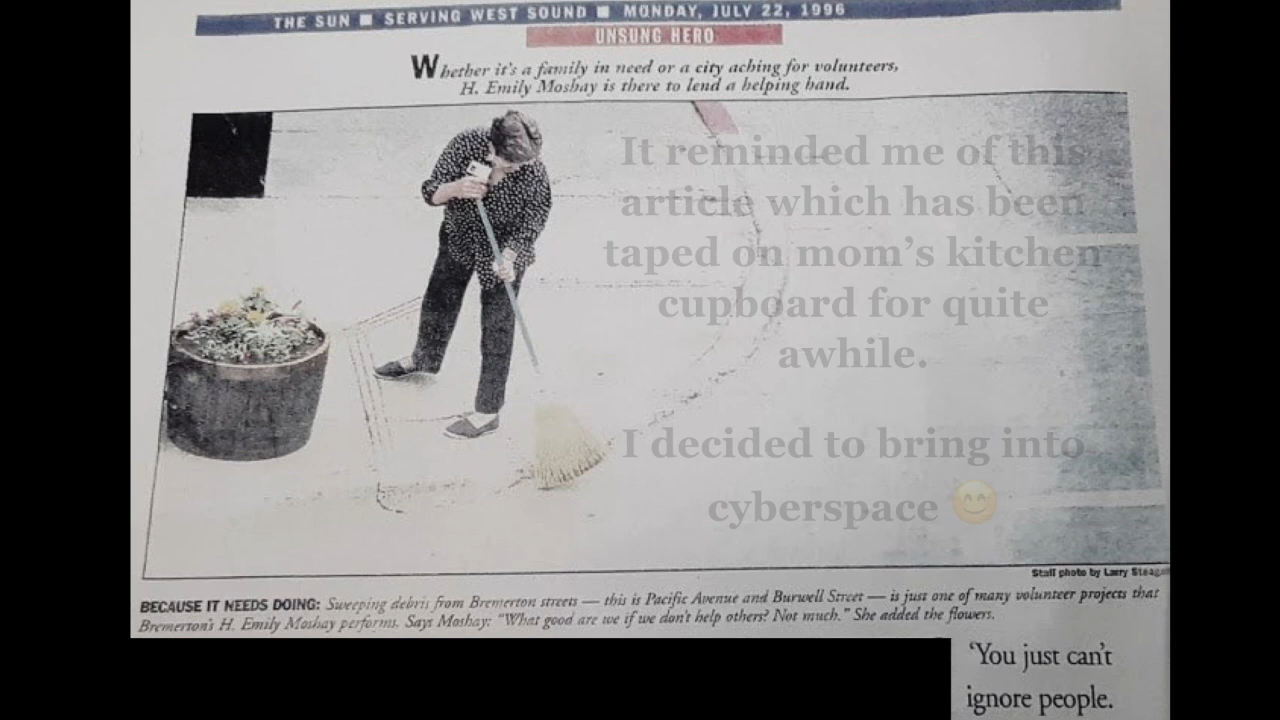 THE SUN ■ SERVING WEST SOUND ■ MONDAY, JULY 22, 1996
UNSUNG HERO
Whether it's a family in need or a city aching for volunteers,
H. Emily Moshay is there to lend a helping hand.
It reminded me of this
article which has been
taped on mom's kitchen
cupboard for quite
awhile.
I decided to bring into
cyberspace 😊
Staff photo by Larry
BECAUSE IT NEEDS DOING: Sweeping debris from Bremerton streets — this is Pacific Avenue and Burwell Street — is just one of many volunteer projects that
Bremerton's H. Emily Moshay performs. Says Moshay: "What good are we if we don't help others? Not much." She added the flowers.
'You just can't
ignore people.